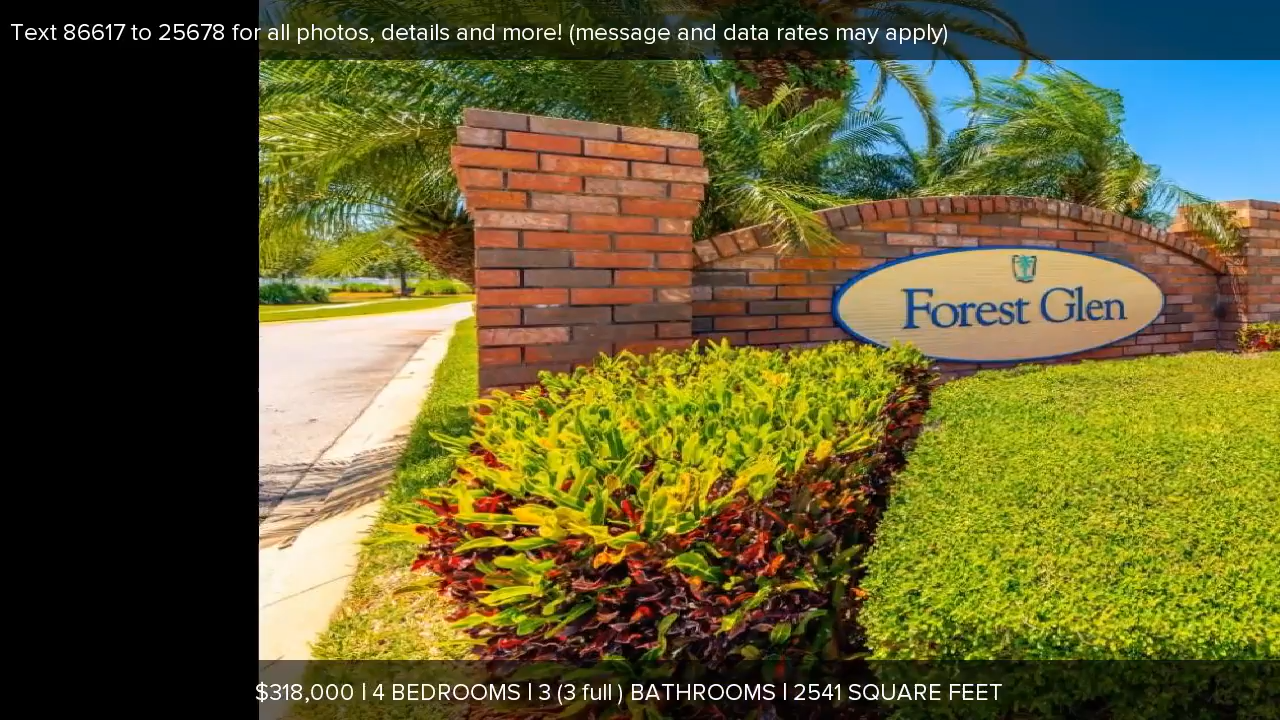 Text 86617 to 25678 for all photos, details and more! (message and data rates may apply)
Forest Glen
$318,000 | 4 BEDROOMS | 3 (3 full ) BATHROOMS | 2541 SQUARE FEET